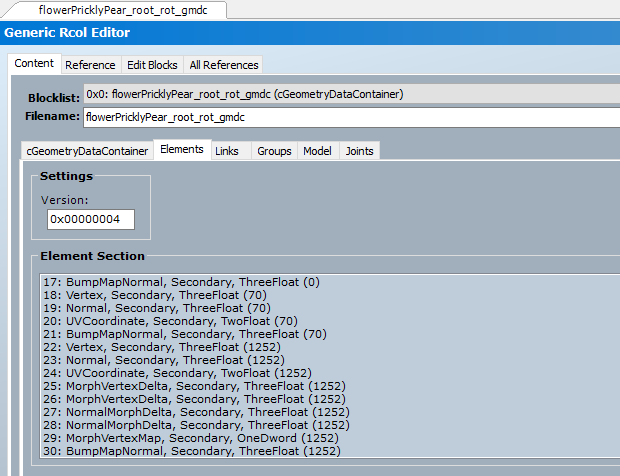 flowerPricklyPear_root_rot_gmdc
Generic Rcol Editor
Content Reference Edit Blocks All References
Blocklist: 0x0: flowerPricklyPear_root_rot_gmdc (cGeometryDataContainer)
Filename: flowerPricklyPear_root_rot_gmdc
cGeometryDataContainer Elements Links Groups Model Joints
Settings
Version:
0x00000004
Element Section
17: BumpMapNormal, Secondary, ThreeFloat (0)
18: Vertex, Secondary, ThreeFloat (70)
19: Normal, Secondary, ThreeFloat (70)
20: UVCoordinate, Secondary, TwoFloat (70)
21: BumpMapNormal, Secondary, ThreeFloat (70)
22: Vertex, Secondary, ThreeFloat (1252)
23: Normal, Secondary, ThreeFloat (1252)
24: UVCoordinate, Secondary, TwoFloat (1252)
25: MorphVertexDelta, Secondary, ThreeFloat (1252)
26: MorphVertexDelta, Secondary, ThreeFloat (1252)
27: NormalMorphDelta, Secondary, ThreeFloat (1252)
28: NormalMorphDelta, Secondary, ThreeFloat (1252)
29: MorphVertexMap, Secondary, OneDword (1252)
30: BumpMapNormal, Secondary, ThreeFloat (1252)